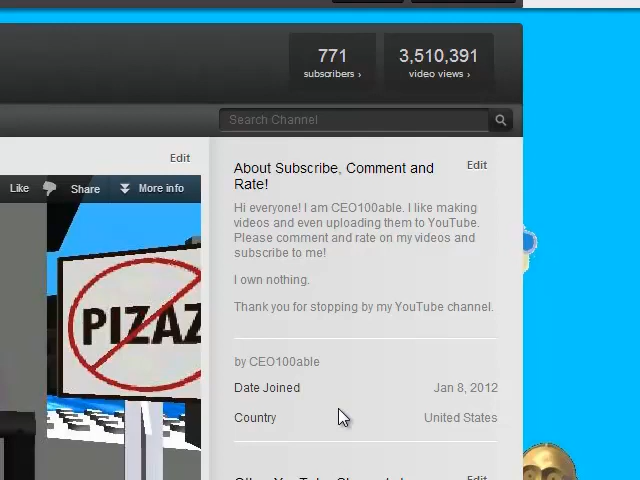 771
subscribers ›
3,510,391
video views ›
Search Channel
Edit
Like
Share
More info
PIZAZ
About Subscribe, Comment and
Rate!
Edit
Hi everyone! I am CEO100able. I like making
videos and even uploading them to YouTube.
Please comment and rate on my videos and
subscribe to me!
I own nothing.
Thank you for stopping by my YouTube channel.
by CEO100able
Date Joined
Jan 8, 2012
Country
United States